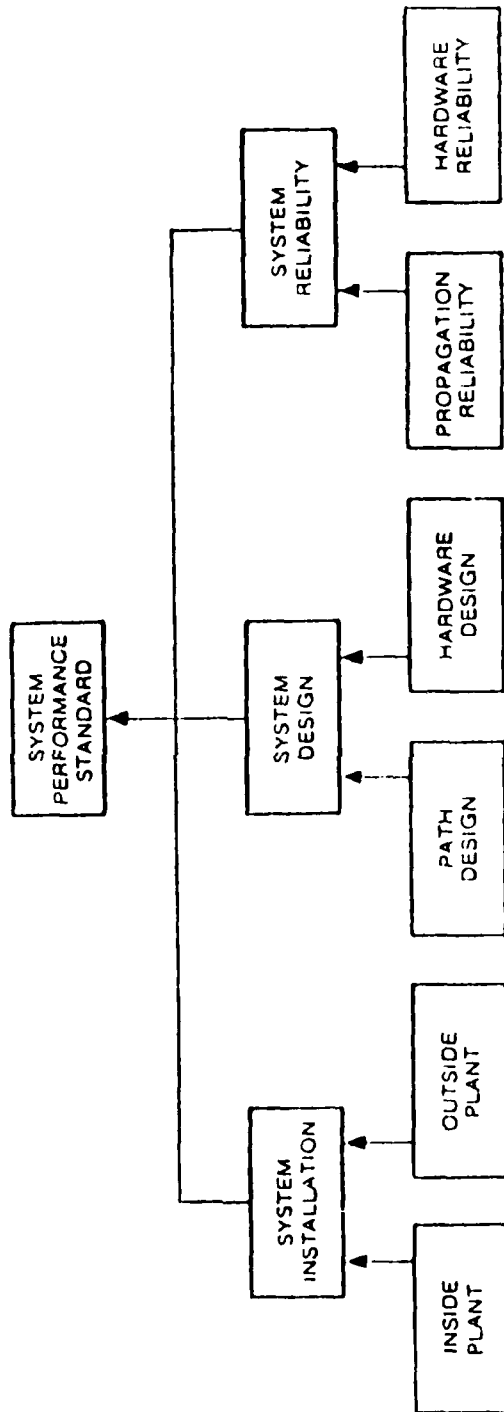 SYSTEM
PERFORMANCE
STANDARD
SYSTEM
INSTALLATION
SYSTEM
DESIGN
SYSTEM
RELIABILITY
INSIDE
PLANT
OUTSIDE
PLANT
PATH
DESIGN
HARDWARE
DESIGN
PROPAGATION
RELIABILITY
HARDWARE
RELIABILITY